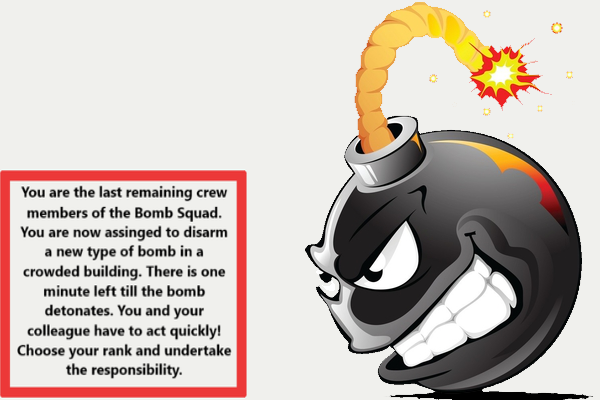 You are the last remaining crew
members of the Bomb Squad.
You are now assinged to disarm
a new type of bomb in a
crowded building. There is one
minute left till the bomb
detonates. You and your
colleague have to act quickly!
Choose your rank and undertake
the responsibility.